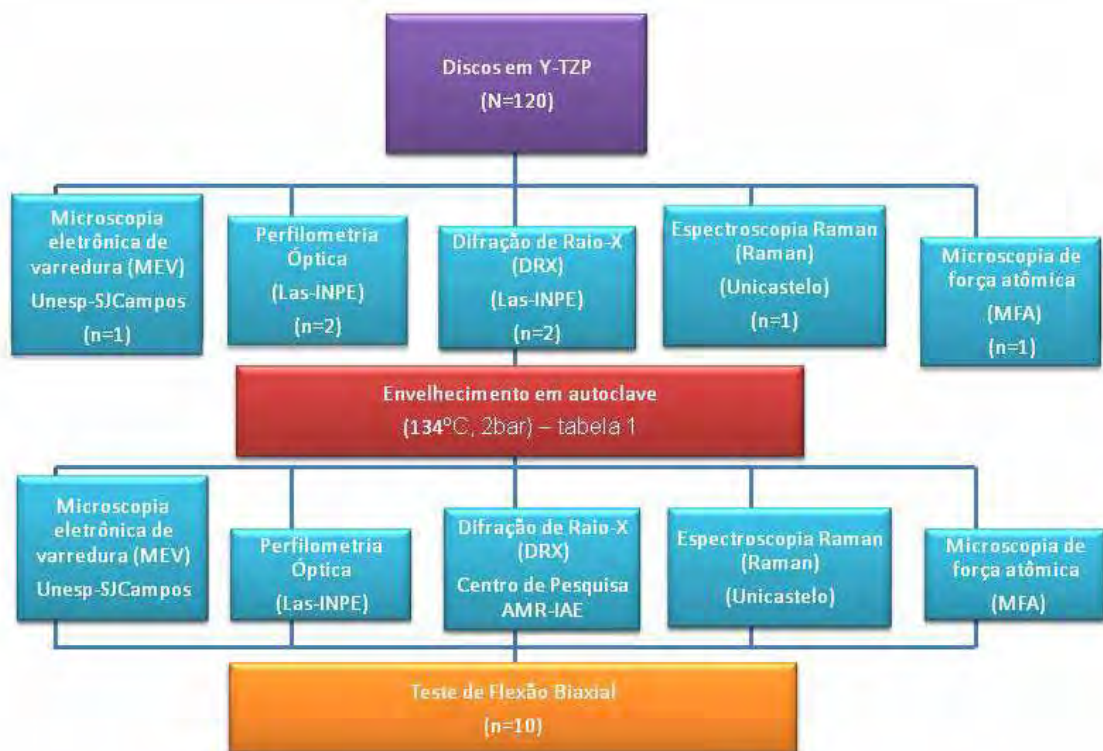 Discos em Y-TZP
(N=120)
Microscopia
eletrônica de
varredura (MEV)
Unesp-SJCampos
(n=1)
Perfilometria
Óptica
(Las-INPE)
(n=2)
Difração de Raio-X
(DRX)
(Las-INPE)
(n=2)
Espectroscopia Raman
(Raman)
(Unicastelo)
(n=1)
Microscopia de
força atômica
(MFA)
(n=1)
Envelhecimento em autoclave
(134ºC, 2bar) – tabela 1
Microscopia
eletrônica de
varredura (MEV)
Unesp-SJCampos
Perfilometria
Óptica
(Las-INPE)
Difração de Raio-X
(DRX)
Centro de Pesquisa
AMR-IAE
Espectroscopia Raman
(Raman)
(Unicastelo)
Microscopia de
força atômica
(MFA)
Teste de Flexão Biaxial
(n=10)